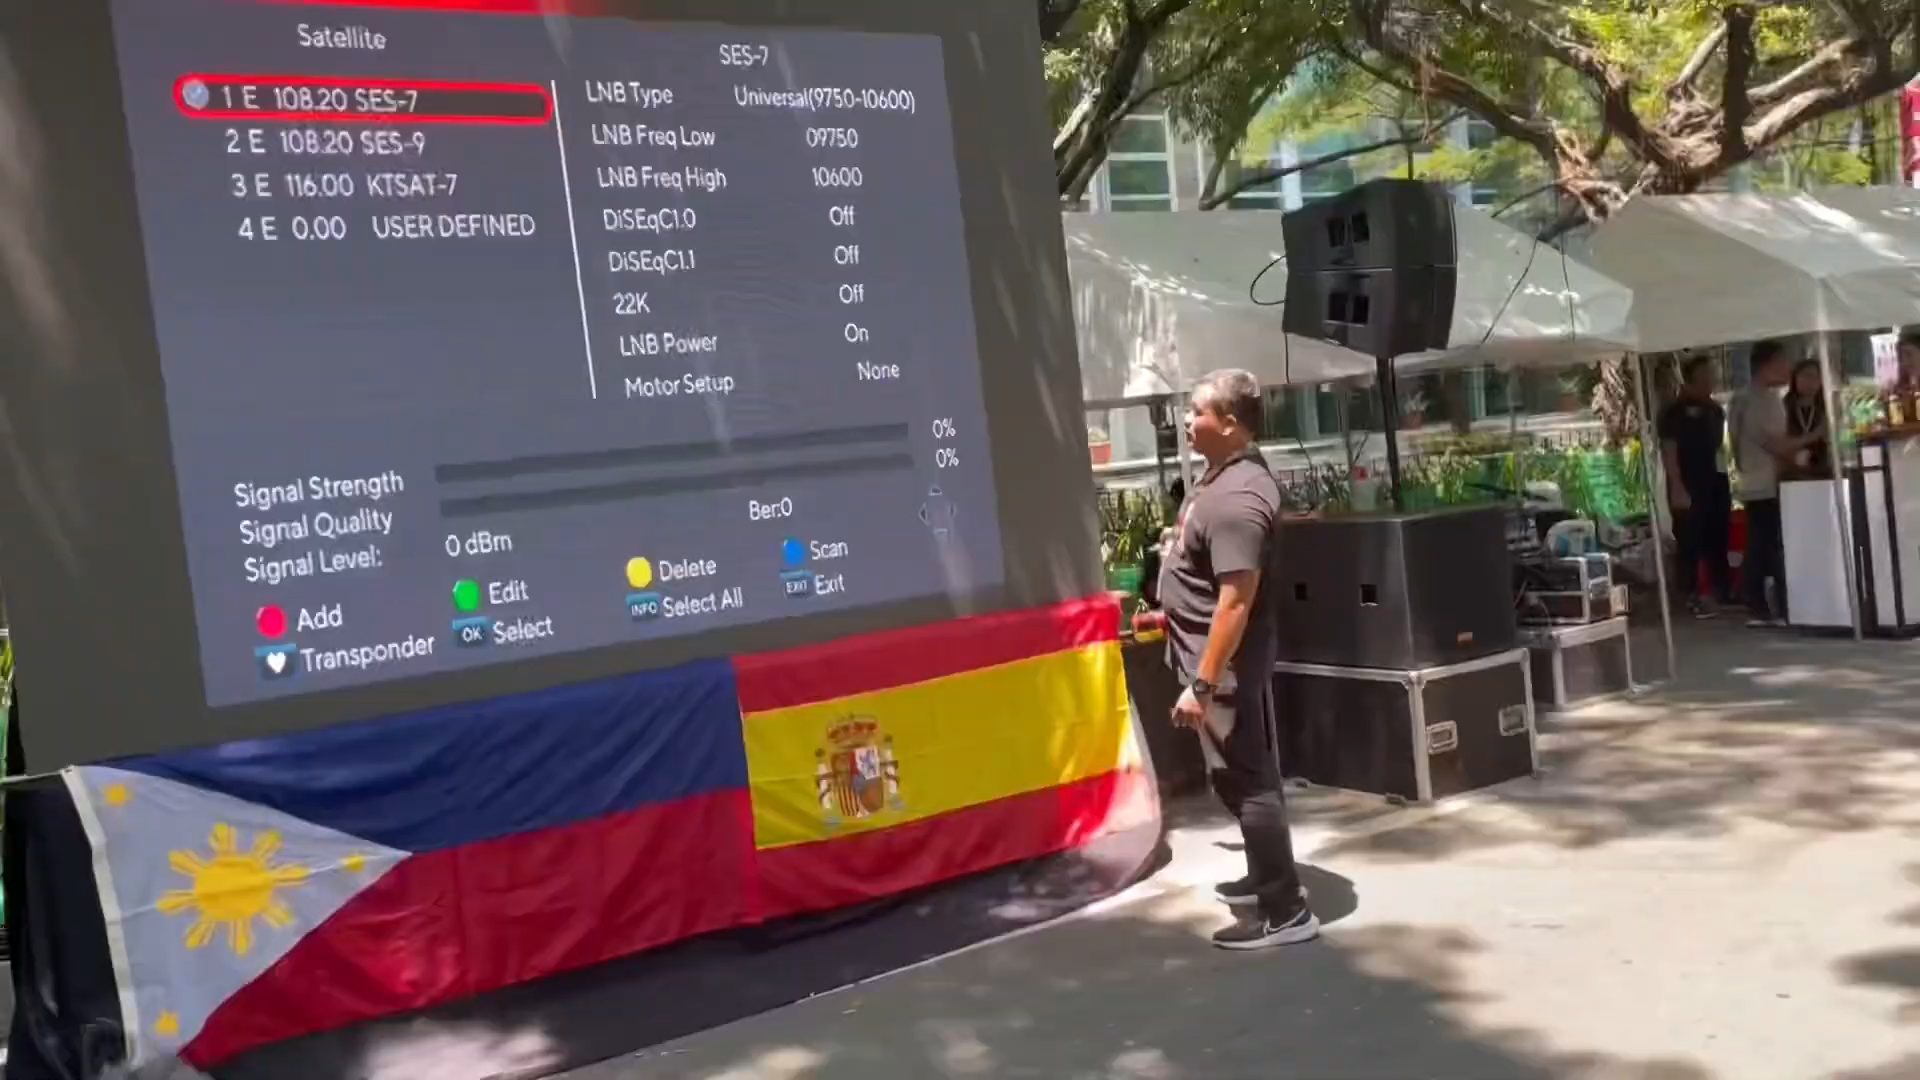 Satellite
1 E 108.20 SES-7
2 E 108.20 SES-9
3 E 116.00 KTSAT-7
4 E 0.00 USER DEFINED
SES-7
LNB Type Universal(9750-10600)
LNB Freq Low 09750
LNB Freq High 10600
DiSEqC1.0 Off
DiSEqC1.1 Off
22K Off
LNB Power On
Motor Setup None
Signal Strength 0%
Signal Quality 0%
Signal Level: 0 dBm Ber:0
Add Edit Delete Scan
Transponder OK Select INFO Select All EXIT Exit